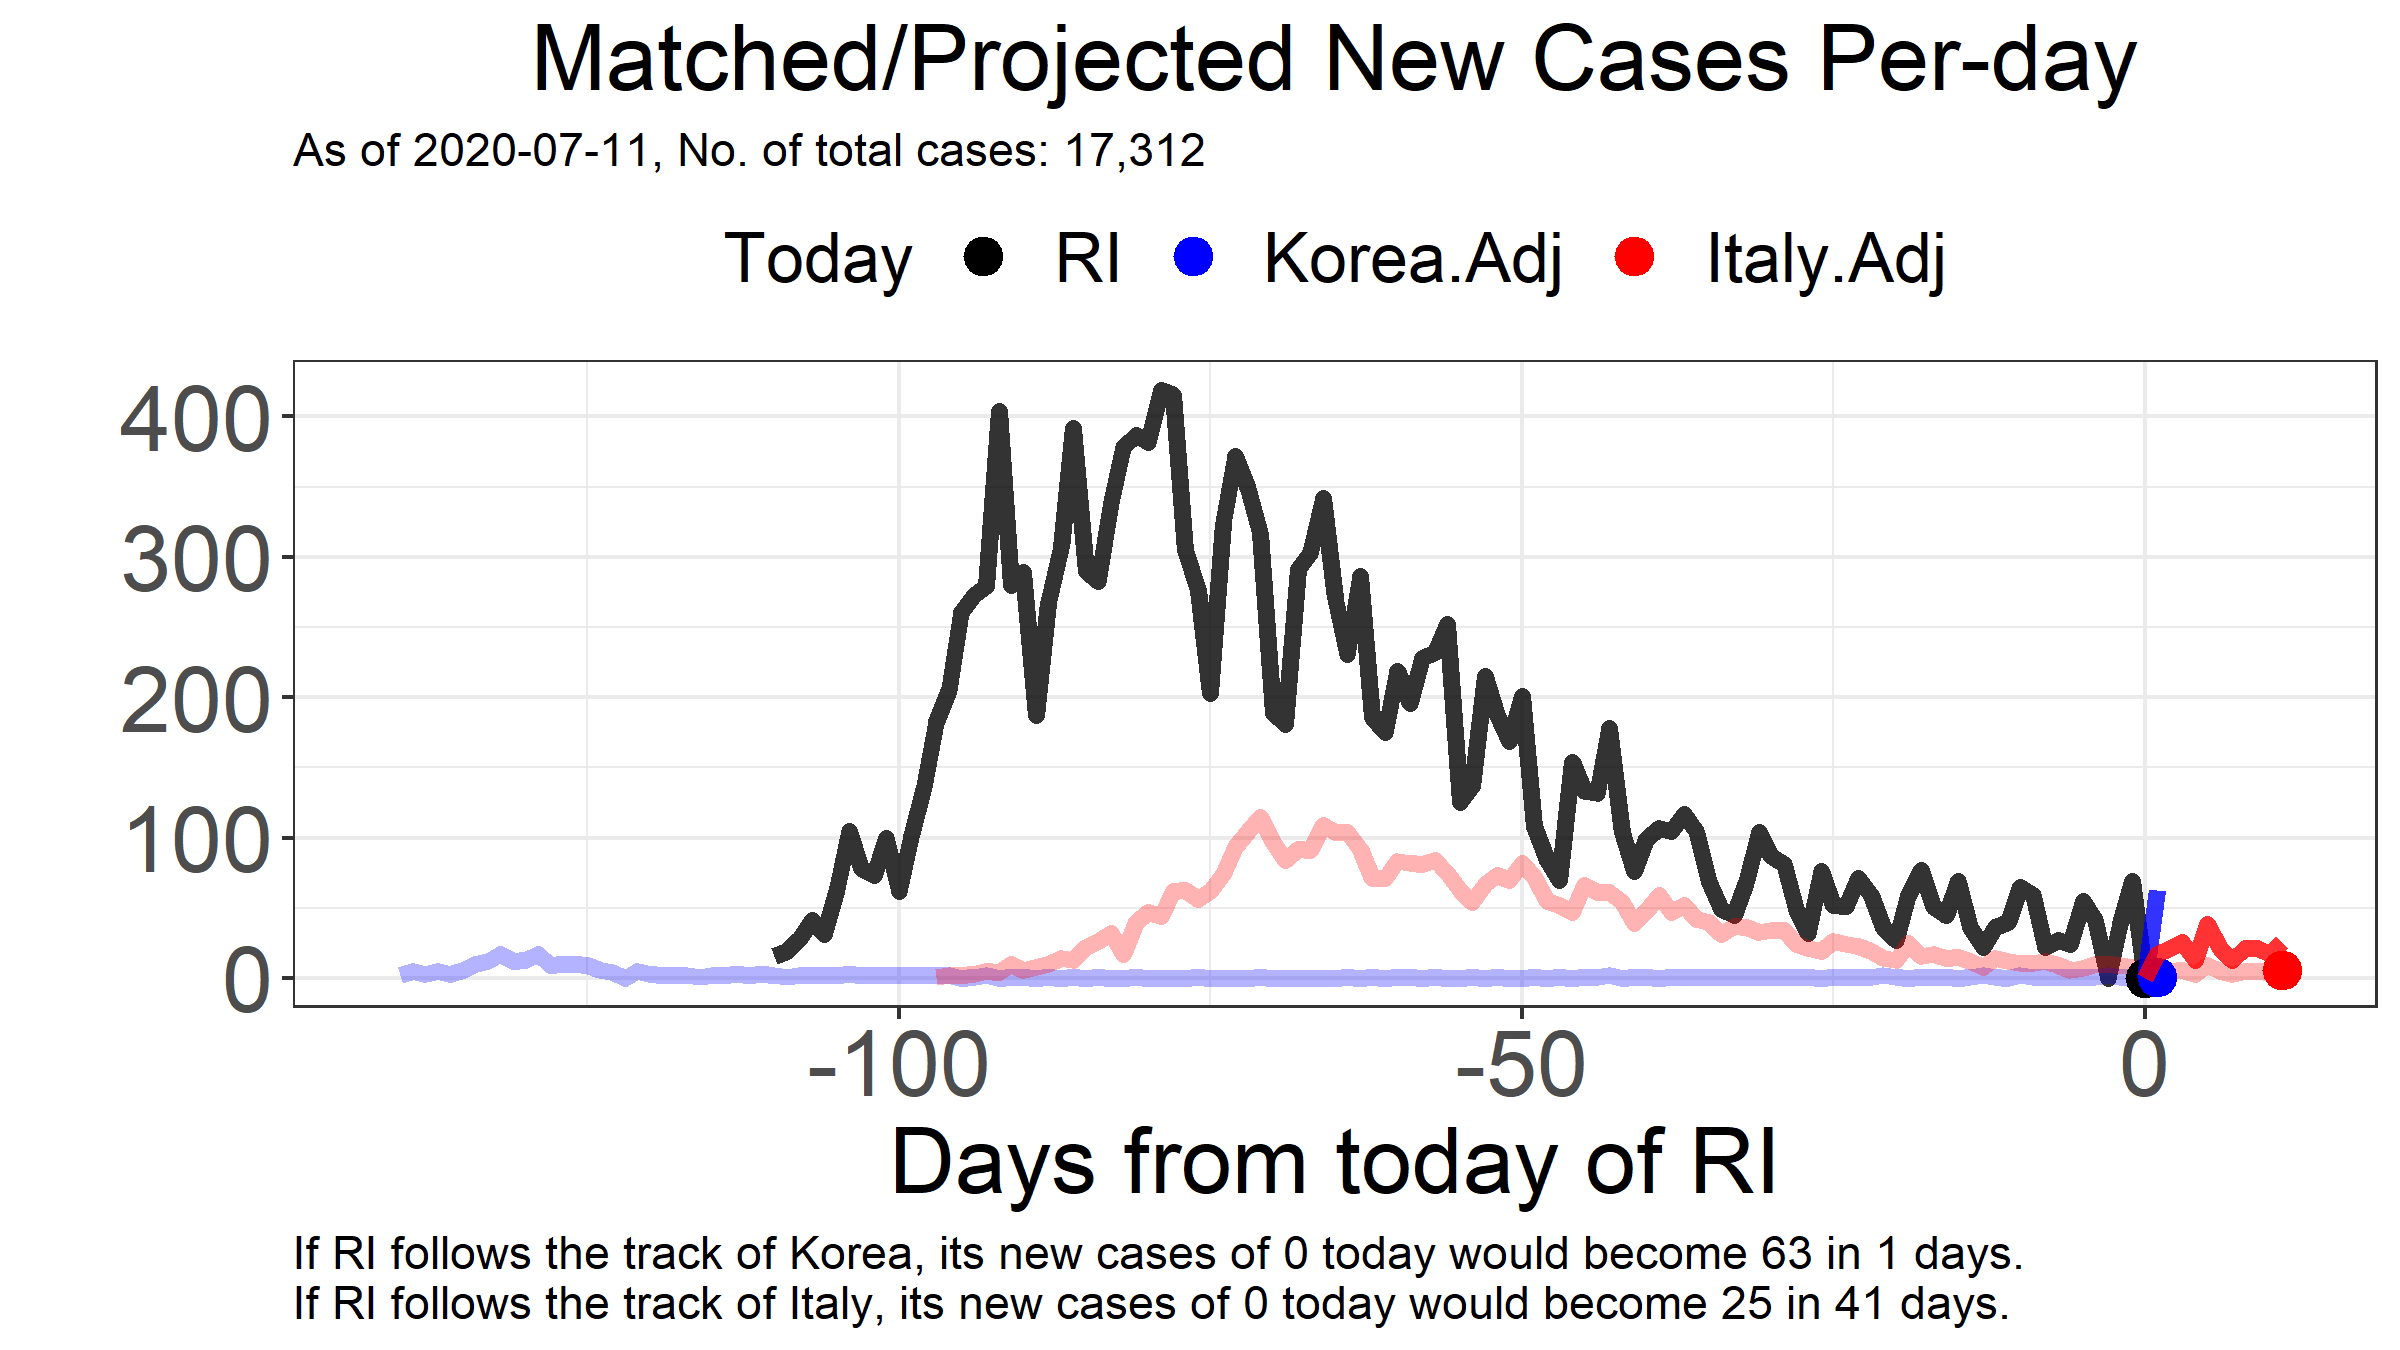 Matched/Projected New Cases Per-day
As of 2020-07-11, No. of total cases: 17,312
Today RI Korea.Adj Italy.Adj
400
300
200
100
0
-100 -50 0
Days from today of RI
If RI follows the track of Korea, its new cases of 0 today would become 63 in 1 days.
If RI follows the track of Italy, its new cases of 0 today would become 25 in 41 days.